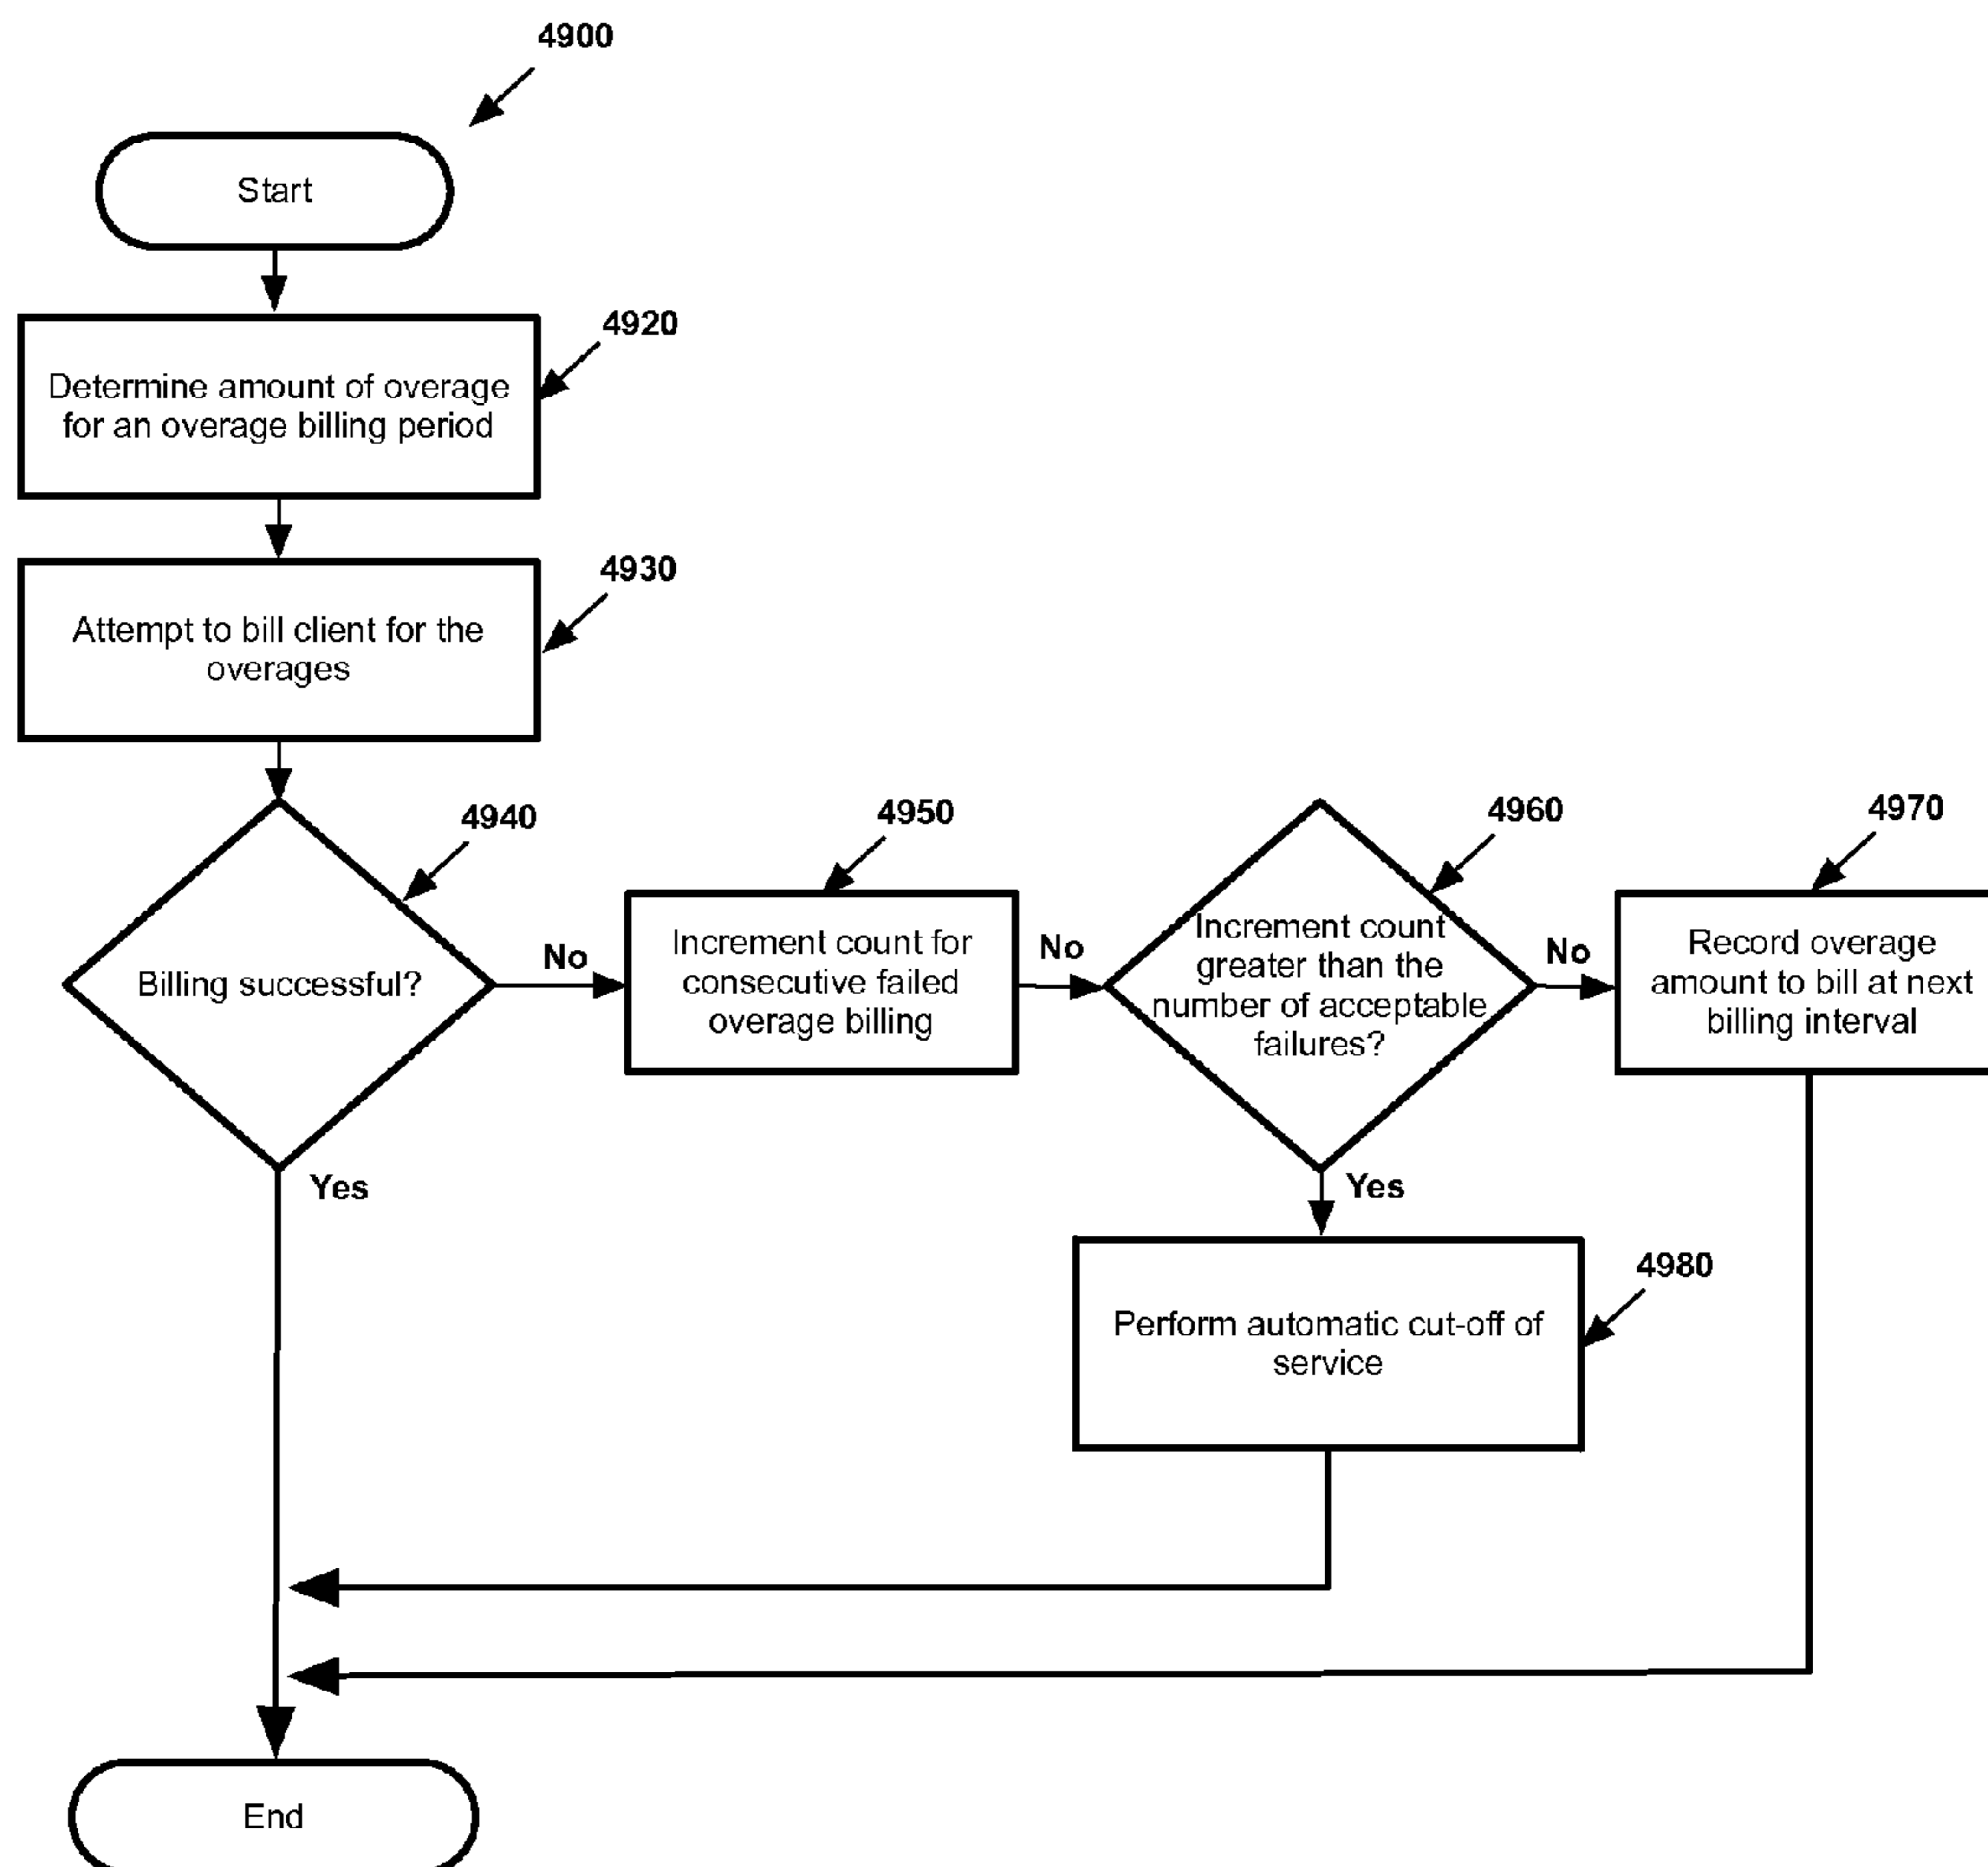 4900
Start
4920
Determine amount of overage
for an overage billing period
4930
Attempt to bill client for the
overages
4940
Billing successful?
No
Yes
4950
Increment count for
consecutive failed
overage billing
No
4960
Increment count
greater than the
number of acceptable
failures?
No
Yes
4970
Record overage
amount to bill at next
billing interval
4980
Perform automatic cut-off of
service
End